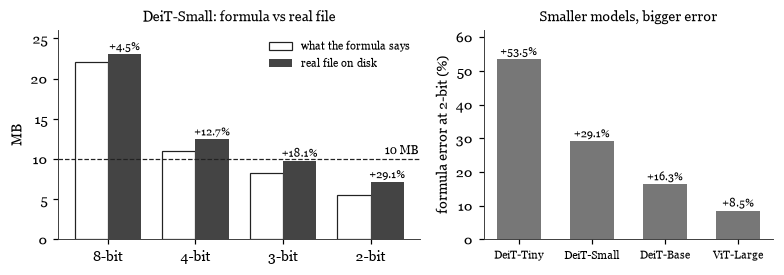 DeiT-Small: formula vs real file
MB
25
20
15
10
5
0
what the formula says
real file on disk
+4.5%
+12.7%
+18.1%
+29.1%
10 MB
8-bit
4-bit
3-bit
2-bit
Smaller models, bigger error
formula error at 2-bit (%)
60
50
40
30
20
10
0
+53.5%
+29.1%
+16.3%
+8.5%
DeiT-Tiny
DeiT-Small
DeiT-Base
ViT-Large